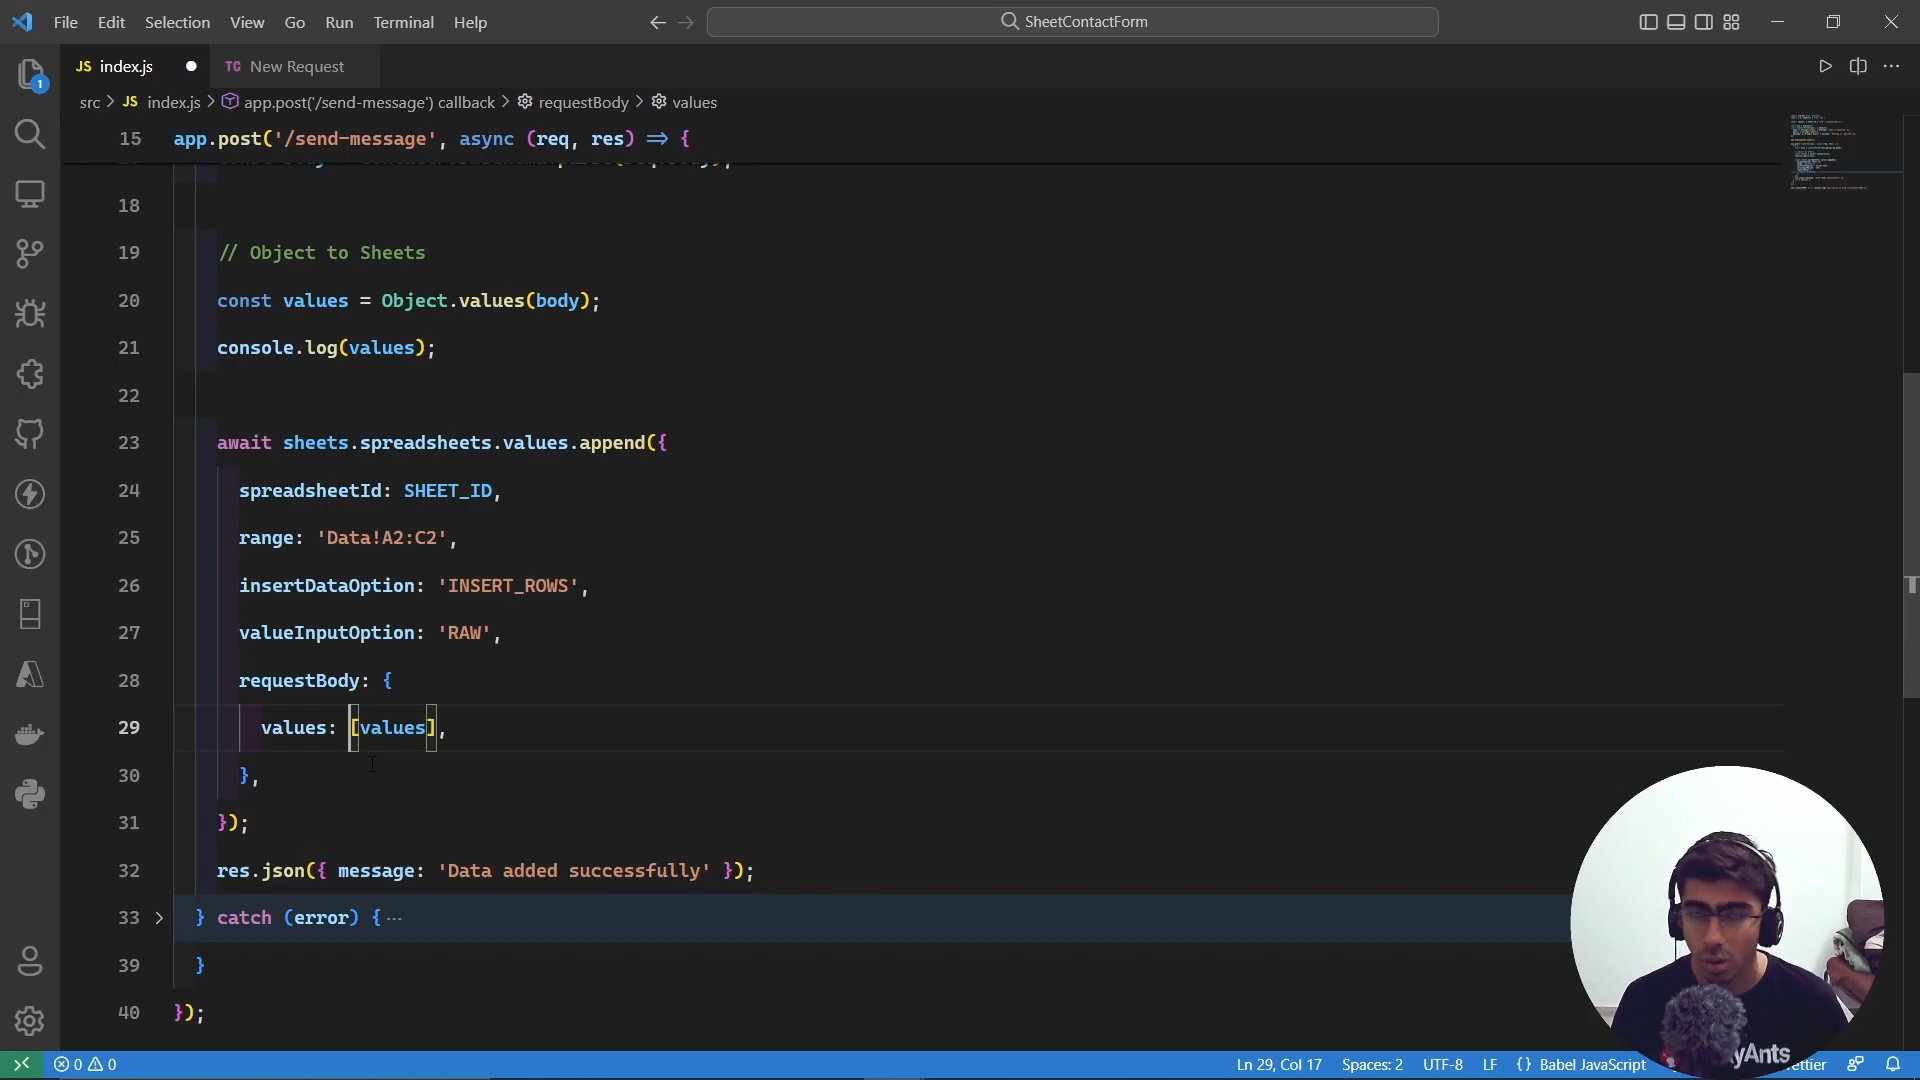 File Edit Selection View Go Run Terminal Help
SheetContactForm
1
JS index.js
TC New Request
src > JS index.js > app.post('/send-message') callback > requestBody > values
15 app.post('/send-message', async (req, res) => {
18
19 // Object to Sheets
20 const values = Object.values(body);
21 console.log(values);
22
23 await sheets.spreadsheets.values.append({
24 spreadsheetId: SHEET_ID,
25 range: 'Data!A2:C2',
26 insertDataOption: 'INSERT_ROWS',
27 valueInputOption: 'RAW',
28 requestBody: {
29 values: [values],
30 },
31 });
32 res.json({ message: 'Data added successfully' });
33 } catch (error) {
39 }
40 });
0 0
Ln 29, Col 17 Spaces: 2 UTF-8 LF {} Babel JavaScript
yAnts
ettier